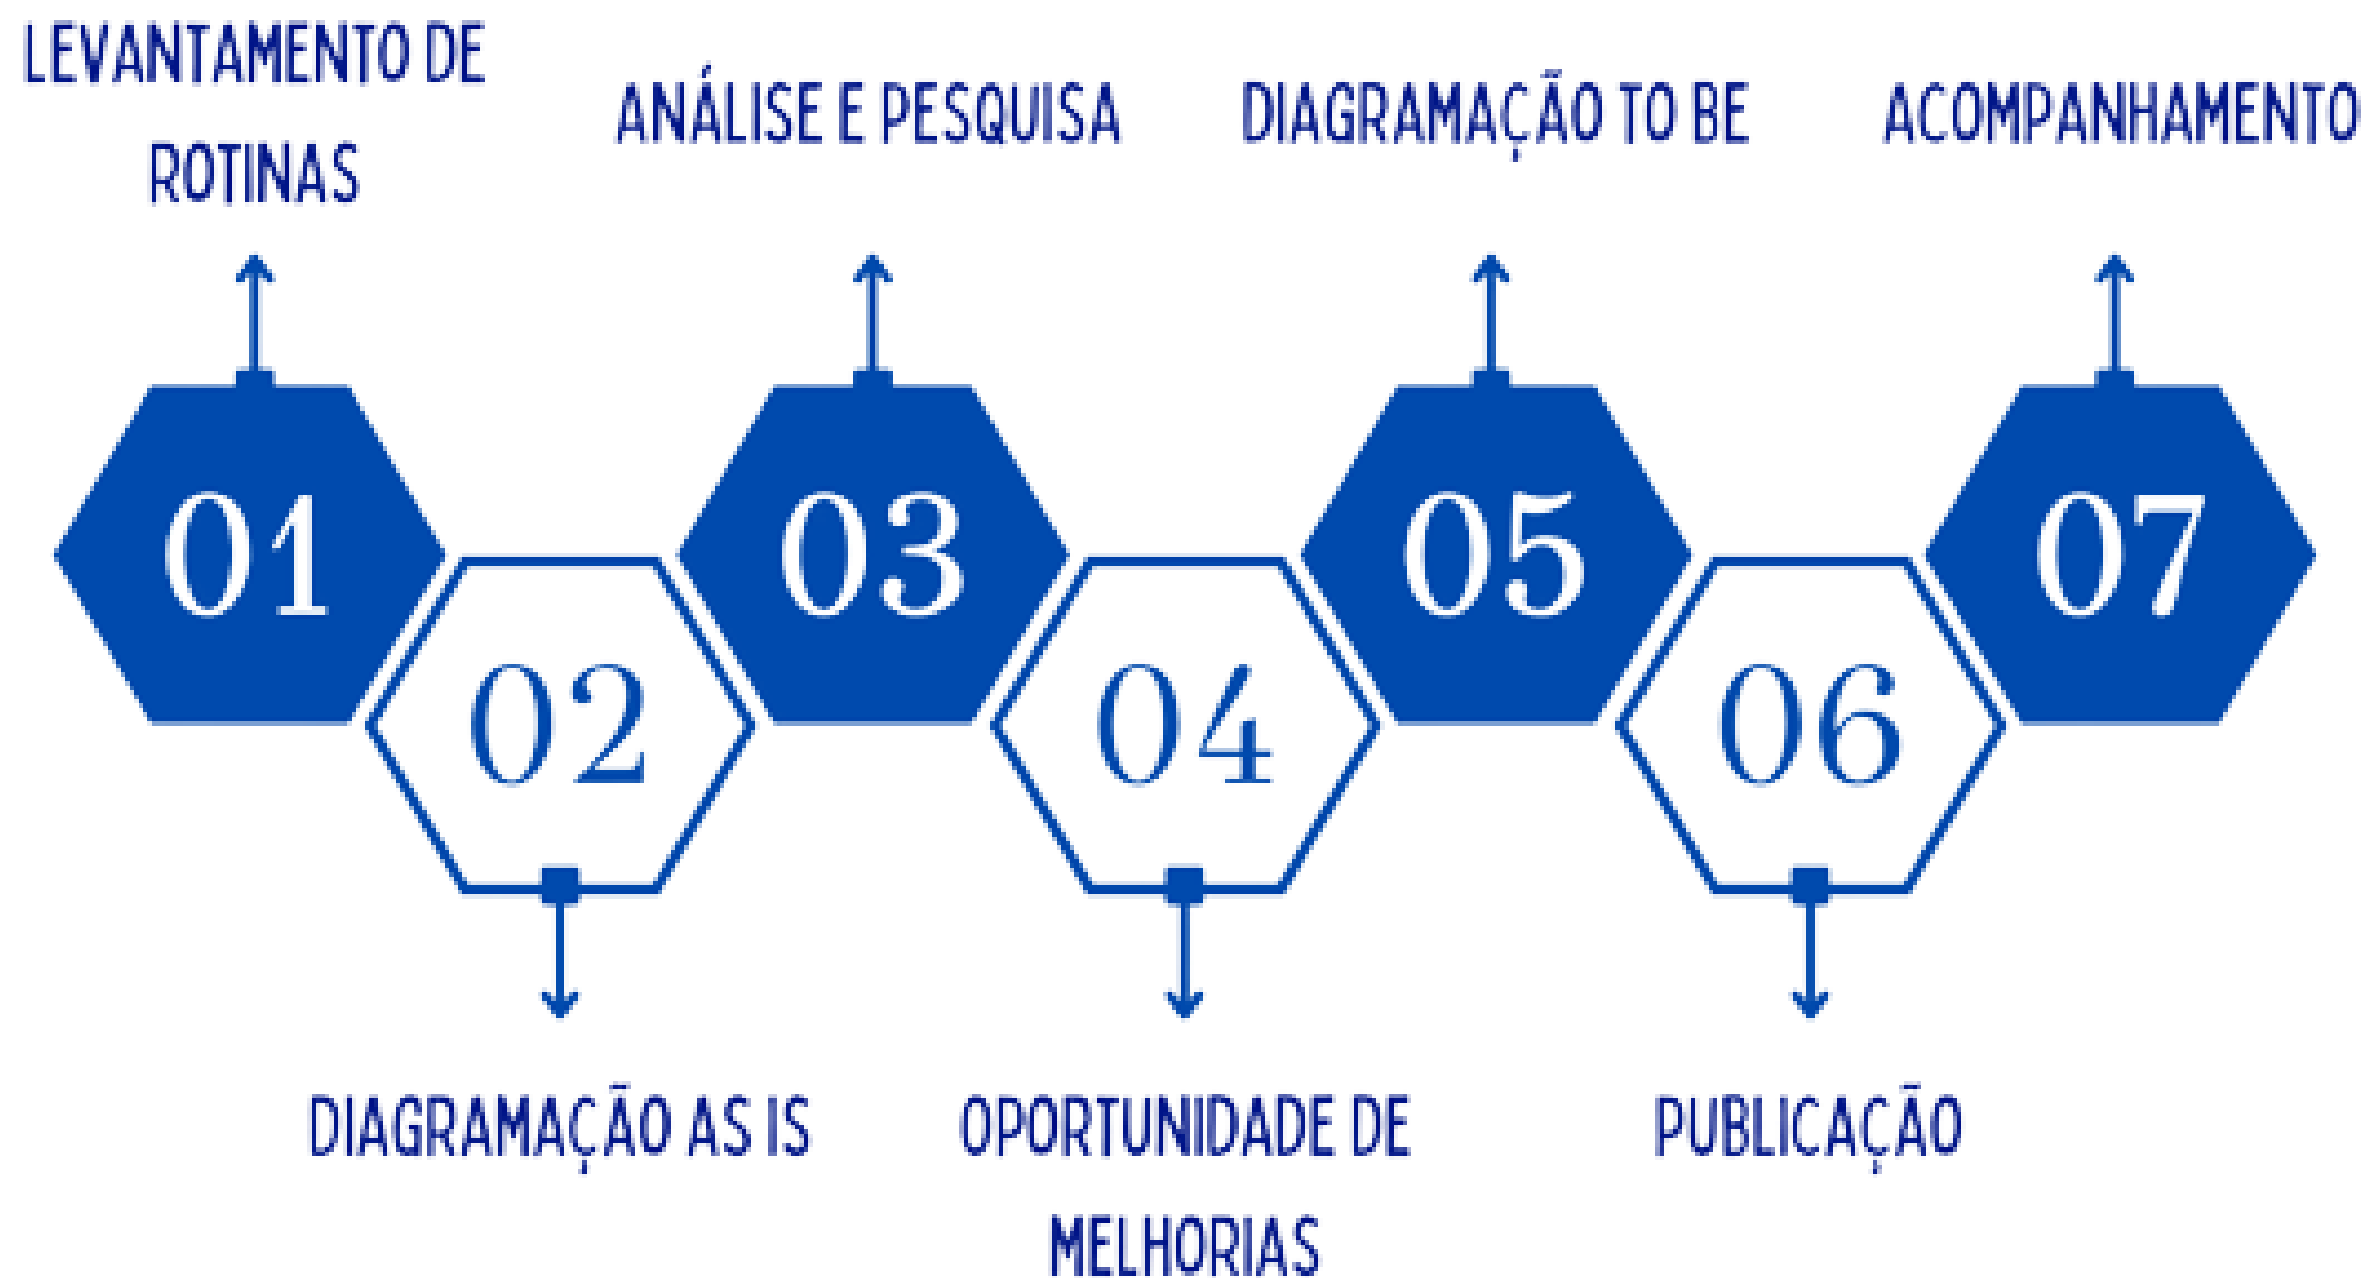 LEVANTAMENTO DE
ROTINAS
ANÁLISE E PESQUISA
DIAGRAMAÇÃO TO BE
ACOMPANHAMENTO
01
02
03
04
05
06
07
DIAGRAMAÇÃO AS IS
OPORTUNIDADE DE
MELHORIAS
PUBLICAÇÃO